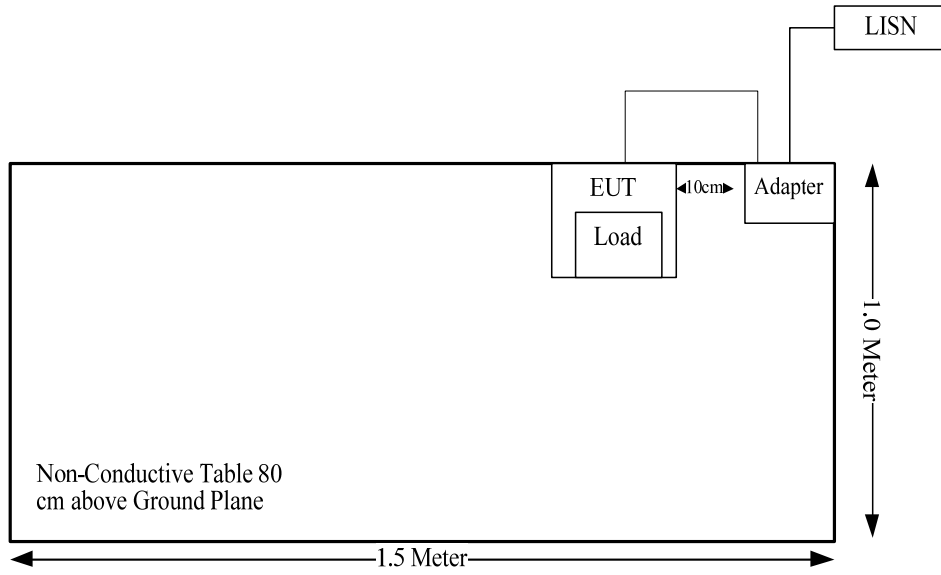 LISN
EUT
10cm
Adapter
Load
1.0 Meter
Non-Conductive Table 80
cm above Ground Plane
1.5 Meter